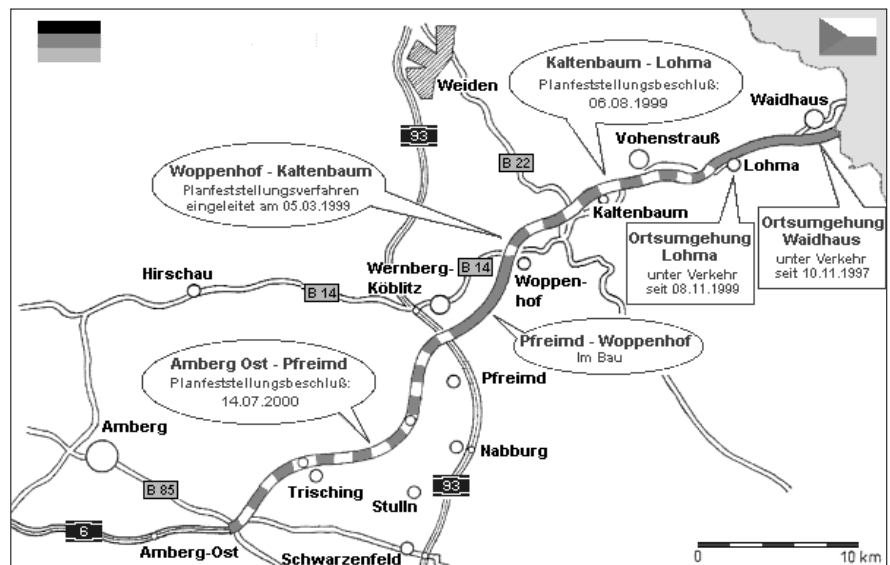 Weiden
93
Kaltenbaum - Lohma
Planfeststellungsbeschluß:
06.08.1999
Waidhaus
Vohenstrauß
B 22
Lohma
Woppenhof - Kaltenbaum
Planfeststellungsverfahren
eingeleitet am 05.03.1999
Kaltenbaum
Ortsumgehung
Lohma
unter Verkehr
seit 08.11.1999
Ortsumgehung
Waidhaus
unter Verkehr
seit 10.11.1997
Hirschau
B 14
Wernberg-
Köblitz
B 14
Woppen-
hof
Pfreimd - Woppenhof
Im Bau
Amberg Ost - Pfreimd
Planfeststellungsbeschluß:
14.07.2000
Pfreimd
Amberg
Nabburg
B 85
Trisching
93
Stulln
6
Amberg-Ost
Schwarzenfeld
0
10 km